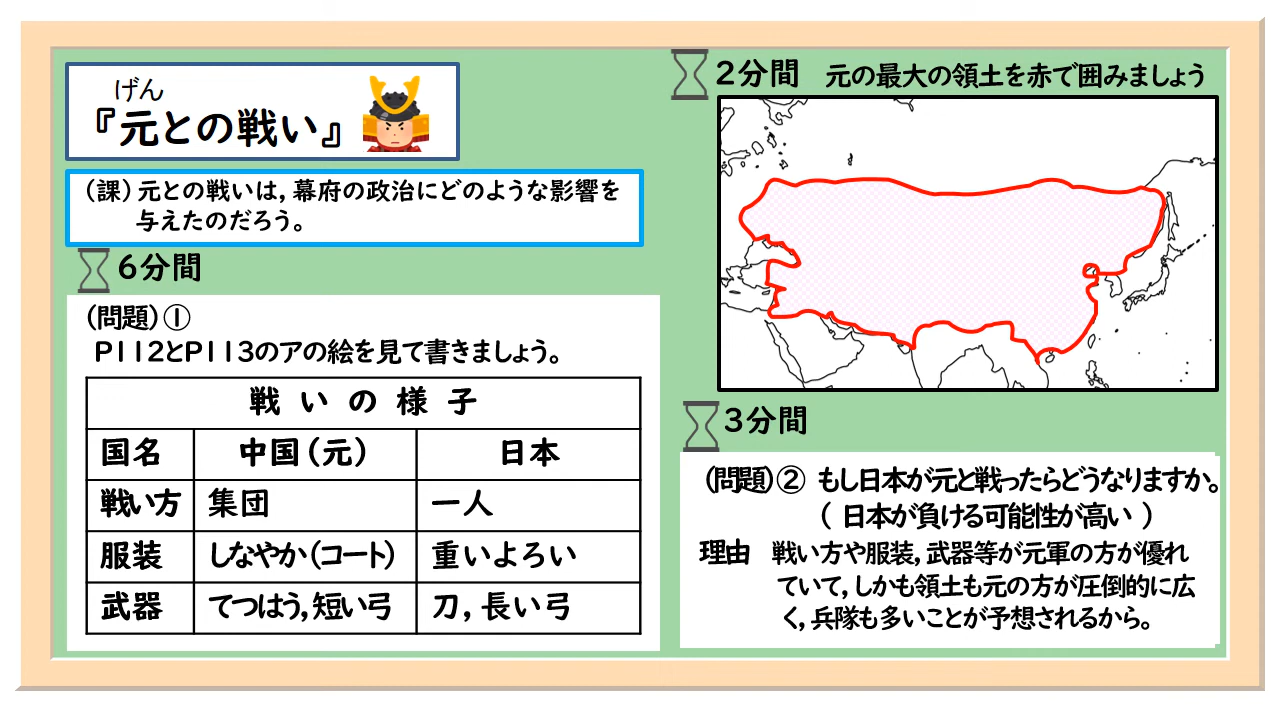 げん
『元との戦い』
(課)元との戦いは,幕府の政治にどのような影響を
与えたのだろう。
6分間
(問題)①
P112とP113のアの絵を見て書きましょう。
戦 い の 様 子
国名 中国(元) 日本
戦い方 集団 一人
服装 しなやか(コート) 重いよろい
武器 てつはう,短い弓 刀,長い弓
2分間 元の最大の領土を赤で囲みましょう
3分間
(問題)② もし日本が元と戦ったらどうなりますか。
( 日本が負ける可能性が高い )
理由 戦い方や服装,武器等が元軍の方が優れ
ていて,しかも領土も元の方が圧倒的に広
く,兵隊も多いことが予想されるから。